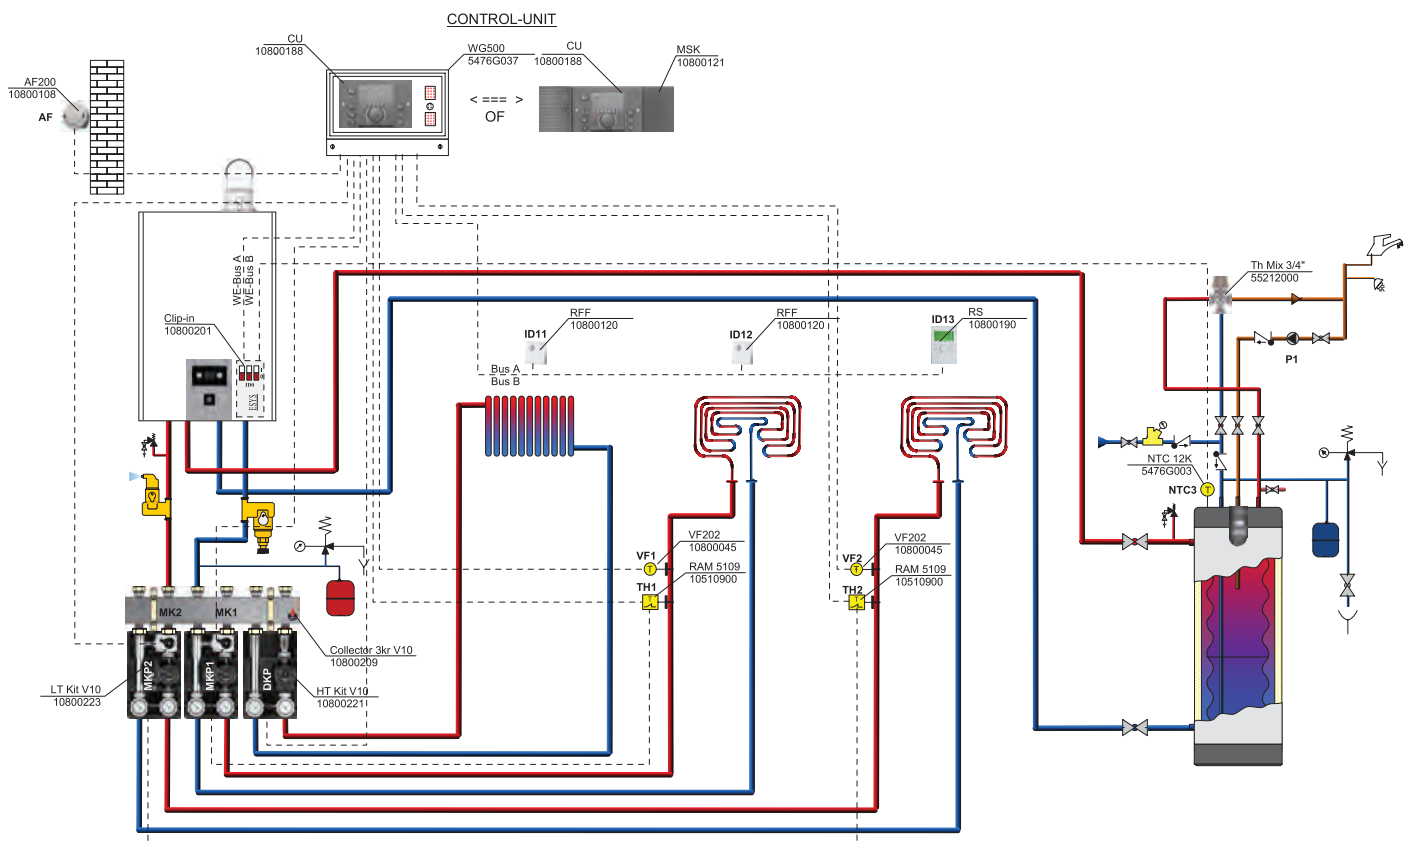 CONTROL-UNIT
CU
10800188
WG500
5476G037
CU
10800188
MSK
10800121
< === >
OF
AF200
10800108
AF
WE-Bus A
WE-Bus B
Clip-in
10800201
ID0
ESYS
ID11
RFF
10800120
ID12
RFF
10800120
ID13
RS
10800190
Bus A
Bus B
Th Mix 3/4"
55212000
P1
NTC 12K
5476G003
NTC3
T
VF1
T
VF202
10800045
TH1
RAM 5109
10510900
VF2
T
VF202
10800045
TH2
RAM 5109
10510900
MK2
MK1
MKP2
MKP1
DKP
Collector 3kr V10
10800209
LT Kit V10
10800223
HT Kit V10
10800221